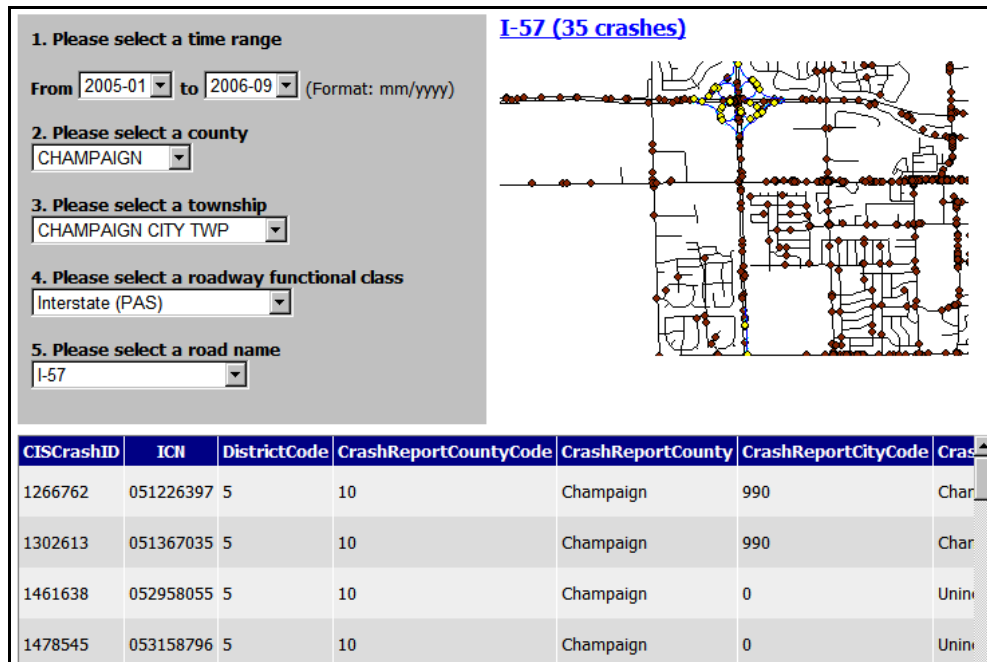 1. Please select a time range
From 2005-01 to 2006-09 (Format: mm/yyyy)
2. Please select a county
CHAMPAIGN
3. Please select a township
CHAMPAIGN CITY TWP
4. Please select a roadway functional class
Interstate (PAS)
5. Please select a road name
I-57
I-57 (35 crashes)
CISCrashID ICN DistrictCode CrashReportCountyCode CrashReportCounty CrashReportCityCode Cras
1266762 051226397 5 10 Champaign 990 Char
1302613 051367035 5 10 Champaign 990 Char
1461638 052958055 5 10 Champaign 0
1478545 053158796 5 10 Champaign 0